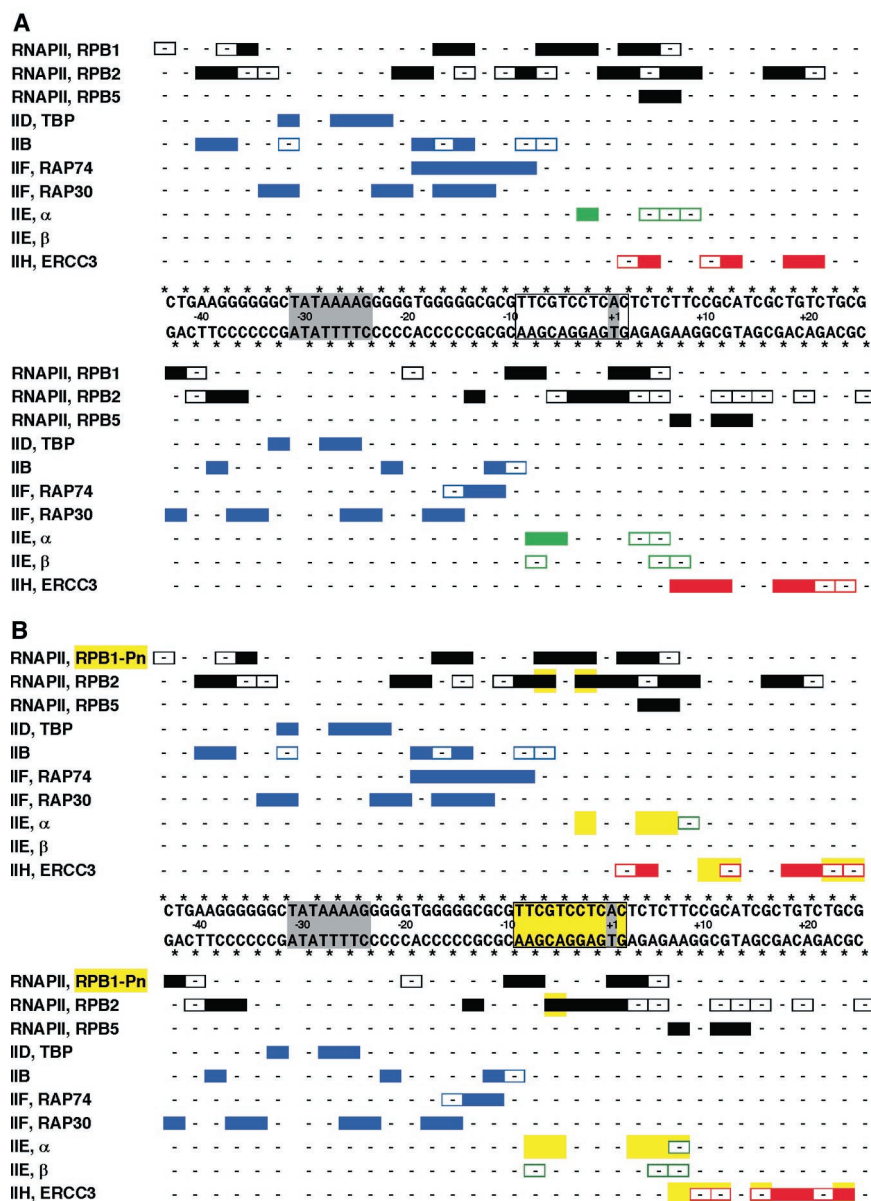 A
RNAPII, RPB1
RNAPII, RPB2
RNAPII, RPB5
IID, TBP
IIB
IIF, RAP74
IIF, RAP30
IIE, α
IIE, β
IIH, ERCC3
CTGAAGGGGGGCTATAAAAGGGGGTGGGGGCGCGTTCGTCCTCACTCTCTTCCGCATCGCTGTCTGCG
-40 -30 -20 -10 +1 +10 +20
GACTTCCCCCCGATATTTTCCCCCACCCCCGCGCAAGCAGGAGTGAGAGAAGGCGTAGCGACAGACGC
RNAPII, RPB1
RNAPII, RPB2
RNAPII, RPB5
IID, TBP
IIB
IIF, RAP74
IIF, RAP30
IIE, α
IIE, β
IIH, ERCC3
B
RNAPII, RPB1-Pn
RNAPII, RPB2
RNAPII, RPB5
IID, TBP
IIB
IIF, RAP74
IIF, RAP30
IIE, α
IIE, β
IIH, ERCC3
CTGAAGGGGGGCTATAAAAGGGGGTGGGGGCGCGTTCGTCCTCACTCTCTTCCGCATCGCTGTCTGCG
-40 -30 -20 -10 +1 +10 +20
GACTTCCCCCCGATATTTTCCCCCACCCCCGCGCAAGCAGGAGTGAGAGAAGGCGTAGCGACAGACGC
RNAPII, RPB1-Pn
RNAPII, RPB2
RNAPII, RPB5
IID, TBP
IIB
IIF, RAP74
IIF, RAP30
IIE, α
IIE, β
IIH, ERCC3